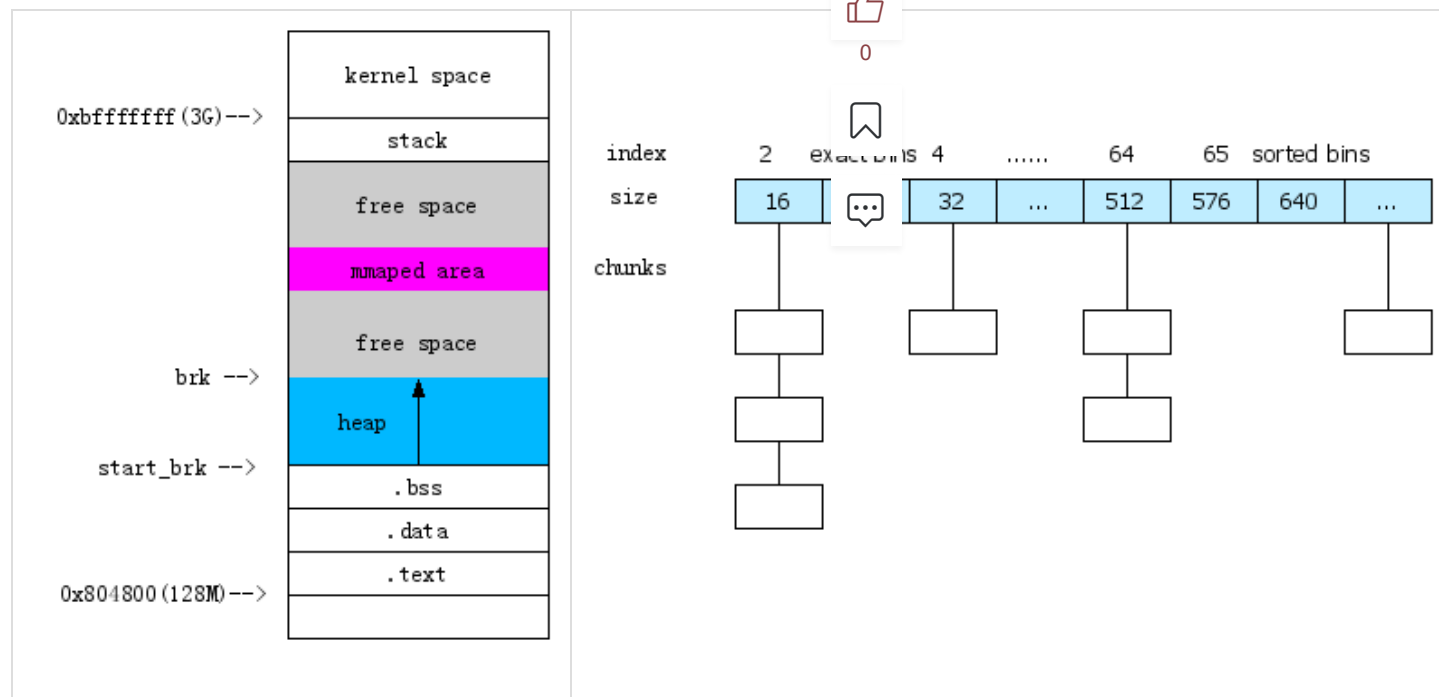 kernel space
0xbfffffff(3G)-->
stack
free space
mmaped area
free space
brk -->
heap
start_brk -->
.bss
.data
.text
0x804800(128M)-->
0
index 2 4 ...... 64 65 sorted bins
size 16 32 ... 512 576 640 ...
chunks